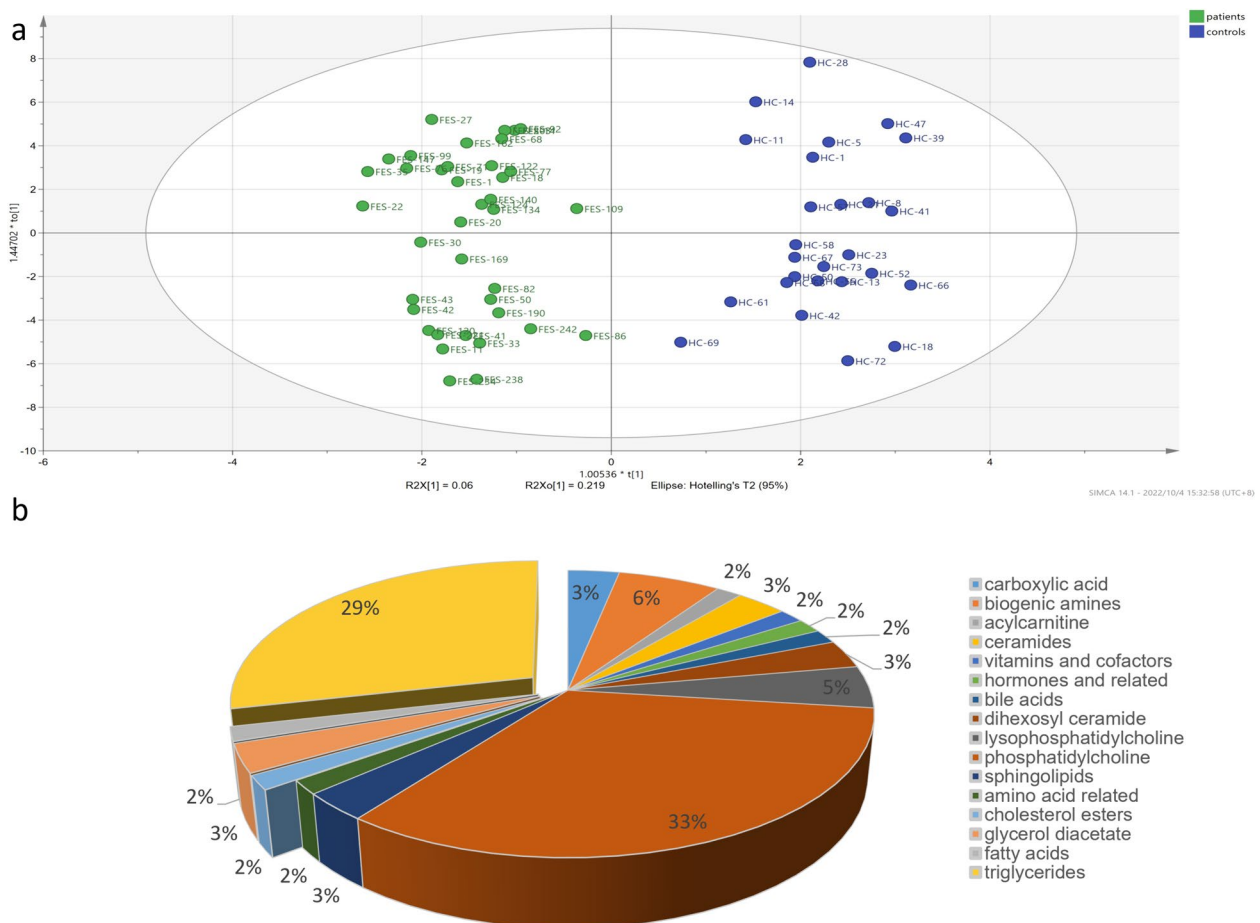 a
patients
controls
1.44702 * to[1]
8
6
4
2
0
-2
-4
-6
-8
-10
HC-28
HC-14
HC-47
HC-11
HC-5
HC-39
HC-1
HC-8
HC-41
HC-58
HC-23
HC-67
HC-73
HC-52
HC-13
HC-66
HC-61
HC-42
HC-69
HC-18
HC-72
FES-27
FES-68
FES-99
FES-147
FES-122
FES-77
FES-18
FES-1
FES-22
FES-140
FES-134
FES-109
FES-20
FES-30
FES-169
FES-82
FES-43
FES-50
FES-42
FES-190
FES-242
FES-41
FES-86
FES-33
FES-11
FES-234
FES-238
-6
-4
-2
0
2
4
1.00536 * t[1]
R2X[1] = 0.06
R2Xo[1] = 0.219
Ellipse: Hotelling's T2 (95%)
SIMCA 14.1 - 2022/10/4 15:32:58 (UTC+8)
b
3%
6%
2%
3%
2%
2%
2%
3%
5%
33%
3%
2%
2%
3%
2%
29%
carboxylic acid
biogenic amines
acylcarnitine
ceramides
vitamins and cofactors
hormones and related
bile acids
dihexosyl ceramide
lysophosphatidylcholine
phosphatidylcholine
sphingolipids
amino acid related
cholesterol esters
glycerol diacetate
fatty acids
triglycerides